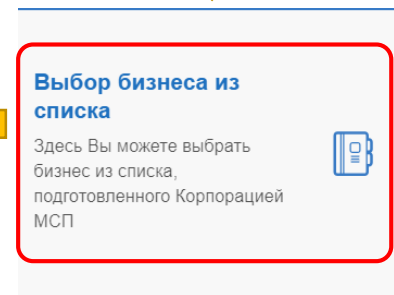 Выбор бизнеса из
списка
Здесь Вы можете выбрать
бизнес из списка,
подготовленного Корпорацией
МСП